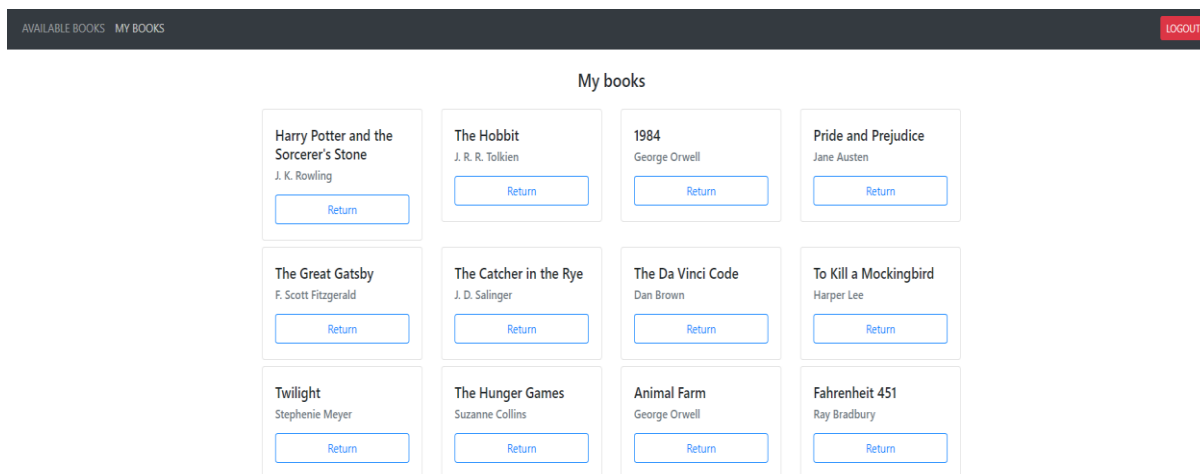 AVAILABLE BOOKS MY BOOKS LOGOUT
My books
Harry Potter and the
Sorcerer's Stone
J. K. Rowling
Return
The Hobbit
J. R. R. Tolkien
Return
1984
George Orwell
Return
Pride and Prejudice
Jane Austen
Return
The Great Gatsby
F. Scott Fitzgerald
Return
The Catcher in the Rye
J. D. Salinger
Return
The Da Vinci Code
Dan Brown
Return
To Kill a Mockingbird
Harper Lee
Return
Twilight
Stephenie Meyer
Return
The Hunger Games
Suzanne Collins
Return
Animal Farm
George Orwell
Return
Fahrenheit 451
Ray Bradbury
Return